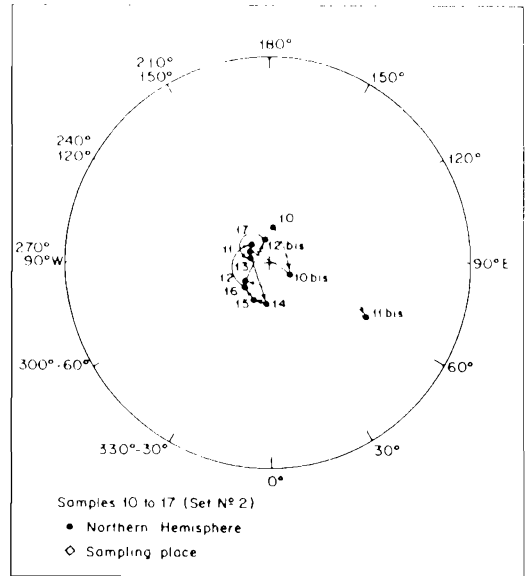 180°
210°
150°
150°
240°
120°
120°
10
17
12 bis
11
270°
90°W
13
10 bis
90°E
12
16
15
14
11 bis
300°-60°
60°
330°-30°
30°
0°
Samples 10 to 17 (Set Nº 2)
● Northern Hemisphere
◇ Sampling place